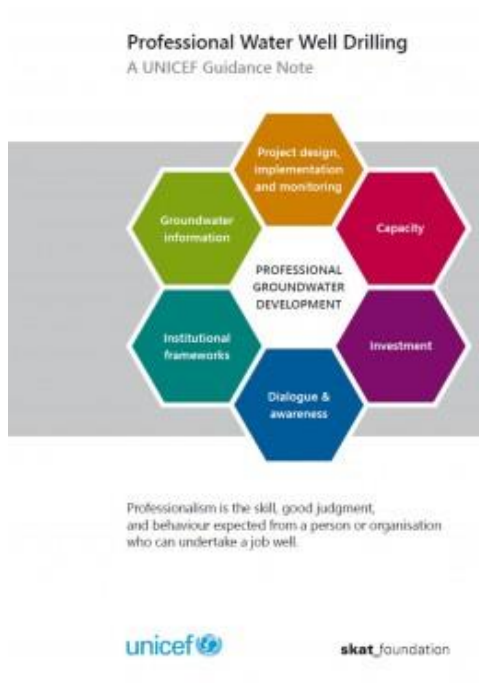 Professional Water Well Drilling
A UNICEF Guidance Note
Project design,
implementation
and monitoring
Groundwater
information
Capacity
PROFESSIONAL
GROUNDWATER
DEVELOPMENT
Institutional
frameworks
Investment
Dialogue &
awareness
Professionalism is the skill, good judgment,
and behaviour expected from a person or organisation
who can undertake a job well.
unicef
skat_foundation